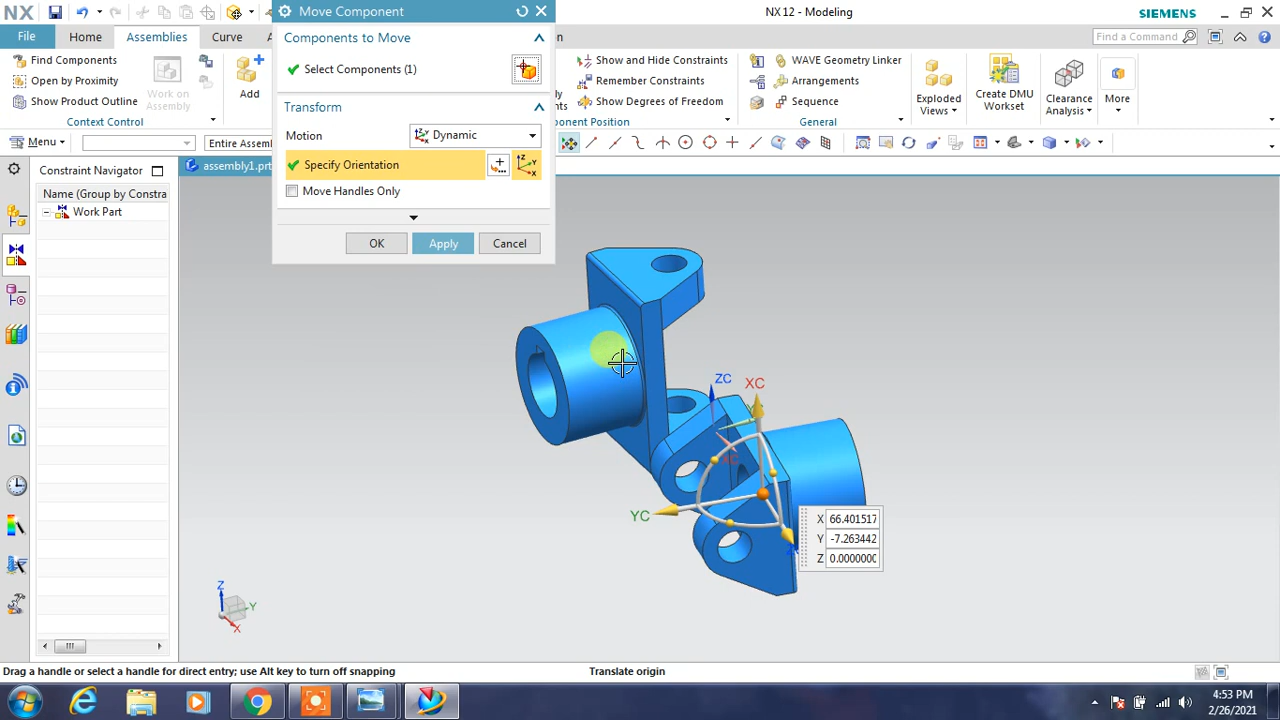 NX
Move Component
NX 12 - Modeling
SIEMENS
File
Home
Assemblies
Curve
Find a Command
Find Components
Open by Proximity
Show Product Outline
Work on
Assembly
Add
Context Control
Components to Move
Select Components (1)
Transform
Motion
Dynamic
Specify Orientation
Move Handles Only
OK
Apply
Cancel
Show and Hide Constraints
Remember Constraints
Show Degrees of Freedom
WAVE Geometry Linker
Arrangements
Sequence
General
Exploded
Views
Create DMU
Workset
Clearance
Analysis
More
Menu
Entire Assem
assembly1.prt
Constraint Navigator
Name (Group by Constra
Work Part
ZC
XC
XC
YC
X 66.401517
Y -7.263442
Z 0.0000000
Z
Y
X
Drag a handle or select a handle for direct entry; use Alt key to turn off snapping
Translate origin
4:53 PM
2/26/2021